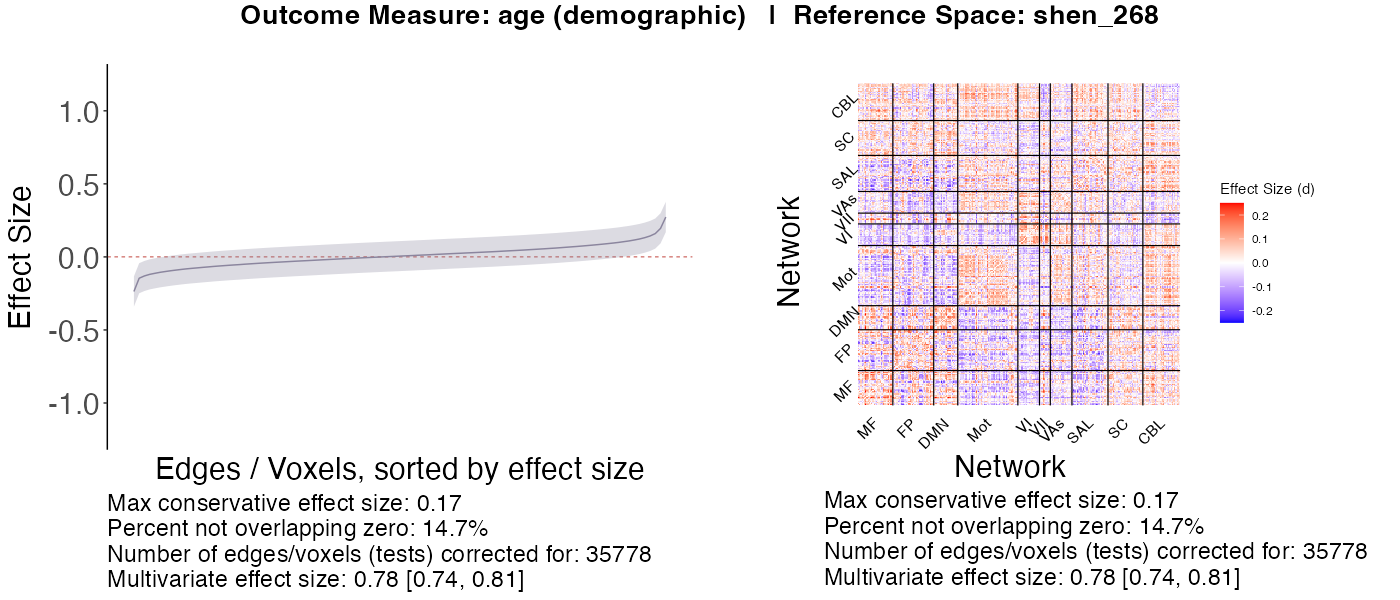 Outcome Measure: age (demographic) | Reference Space: shen_268
Effect Size
1.0
0.5
0.0
-0.5
-1.0
Edges / Voxels, sorted by effect size
Max conservative effect size: 0.17
Percent not overlapping zero: 14.7%
Number of edges/voxels (tests) corrected for: 35778
Multivariate effect size: 0.78 [0.74, 0.81]
Network
CBL
SC
SAL
VAs
VII
VI
Mot
DMN
FP
MF
MF
FP
DMN
Mot
VI
VII
VAs
SAL
SC
CBL
Network
Effect Size (d)
0.2
0.1
0.0
-0.1
-0.2
Max conservative effect size: 0.17
Percent not overlapping zero: 14.7%
Number of edges/voxels (tests) corrected for: 35778
Multivariate effect size: 0.78 [0.74, 0.81]